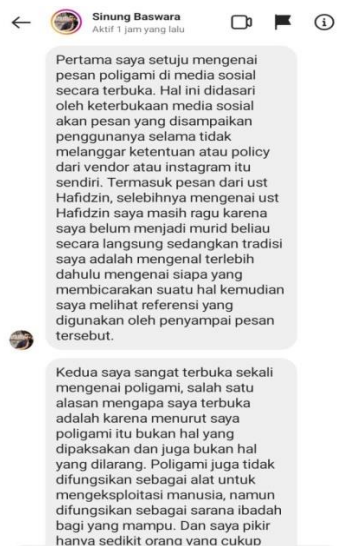 Sinung Baswara
Aktif 1 jam yang lalu
Pertama saya setuju mengenai
pesan poligami di media sosial
secara terbuka. Hal ini didasari
oleh keterbukaan media sosial
akan pesan yang disampaikan
penggunanya selama tidak
melanggar ketentuan atau policy
dari vendor atau instagram itu
sendiri. Termasuk pesan dari ust
Hafidzin, selebihnya mengenai ust
Hafidzin saya masih ragu karena
saya belum menjadi murid beliau
secara langsung sedangkan tradisi
saya adalah mengenal terlebih
dahulu mengenai siapa yang
membicarakan suatu hal kemudian
saya melihat referensi yang
digunakan oleh penyampai pesan
tersebut.
Kedua saya sangat terbuka sekali
mengenai poligami, salah satu
alasan mengapa saya terbuka
adalah karena menurut saya
poligami itu bukan hal yang
dipaksakan dan juga bukan hal
yang dilarang. Poligami juga tidak
difungsikan sebagai alat untuk
mengeksploitasi manusia, namun
difungsikan sebagai sarana ibadah
bagi yang mampu. Dan saya pikir
hanya sedikit orang yang cukup